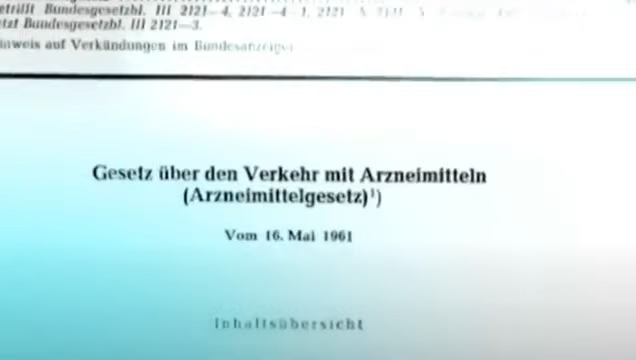 Bundesgesetzbl. III 2121—4, 2121—4—1, 2121
Bundesgesetzbl. III 2121—3.
auf Verkündungen im Bundesanzeiger
Gesetz über den Verkehr mit Arzneimitteln
(Arzneimittelgesetz)¹)
Vom 16. Mai 1961
Inhaltsübersicht